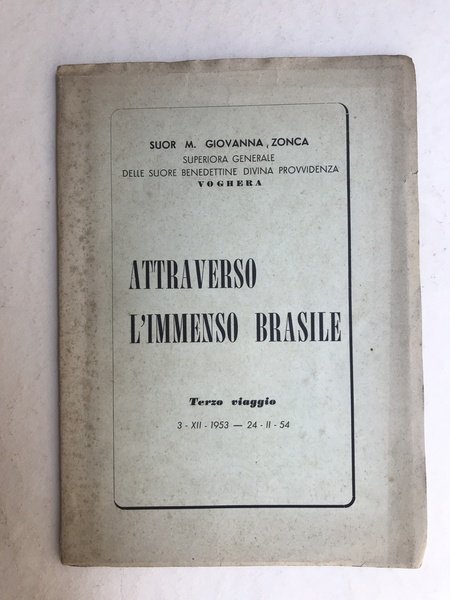 SUOR M. GIOVANNA ZONCA
SUPERIORA GENERALE
DELLE SUORE BENEDETTINE DIVINA PROVVIDENZA
VOGHERA
ATTRAVERSO
L'IMMENSO BRASILE
Terzo viaggio
3 - XII - 1953 — 24 - II - 54